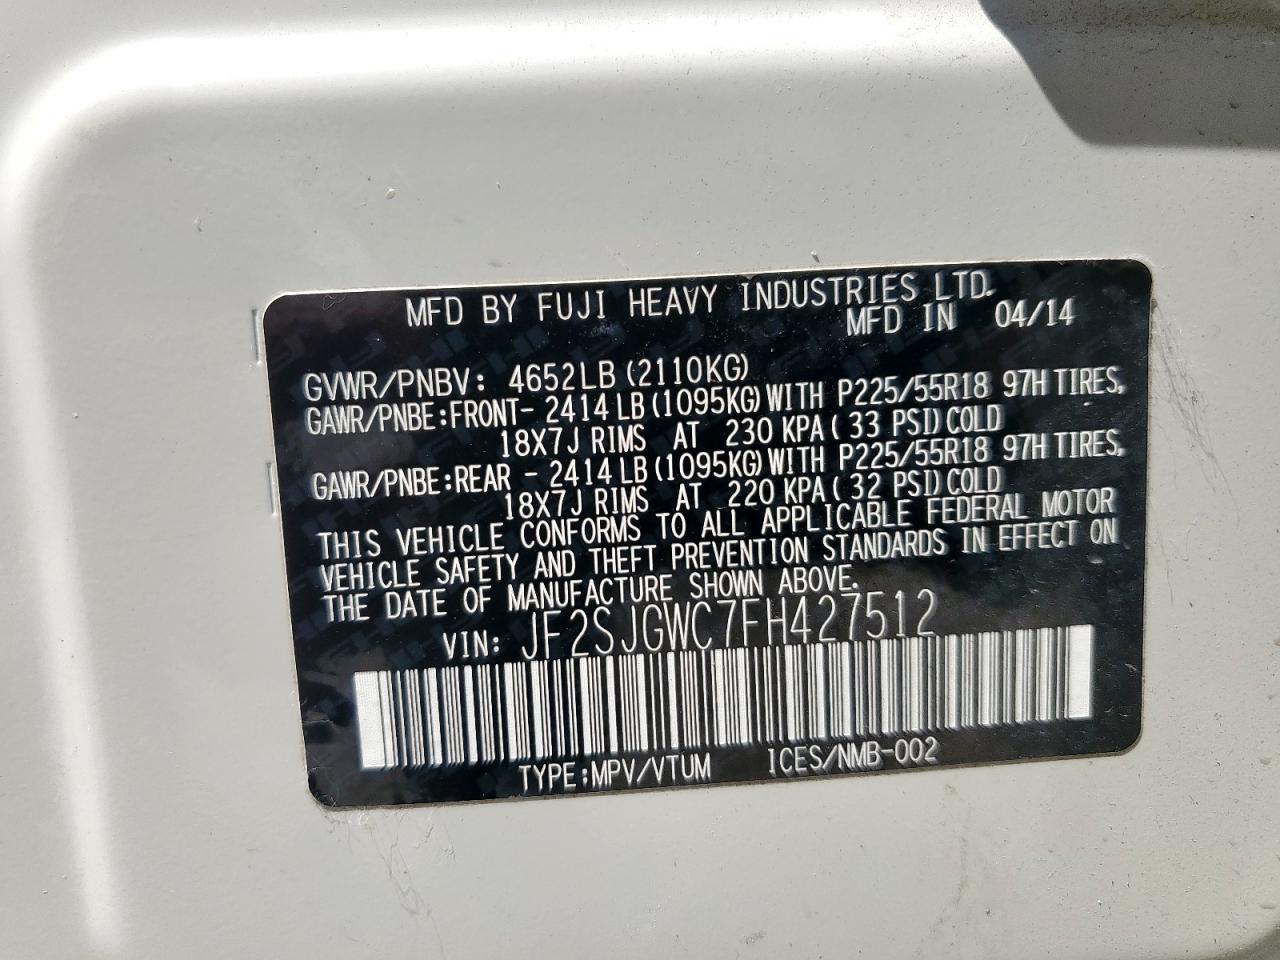 MFD BY FUJI HEAVY INDUSTRIES LTD.
MFD IN 04/14
GVWR/PNBV: 4652LB (2110KG)
GAWR/PNBE:FRONT- 2414 LB (1095KG) WITH P225/55R18 97H TIRES,
18X7J RIMS AT 230 KPA ( 33 PSI) COLD
GAWR/PNBE:REAR - 2414 LB (1095KG) WITH P225/55R18 97H TIRES,
18X7J RIMS AT 220 KPA ( 32 PSI) COLD
THIS VEHICLE CONFORMS TO ALL APPLICABLE FEDERAL MOTOR
VEHICLE SAFETY AND THEFT PREVENTION STANDARDS IN EFFECT ON
THE DATE OF MANUFACTURE SHOWN ABOVE.
VIN: JF2SJGWC7FH427512
TYPE:MPV/VTUM ICES/NMB-002